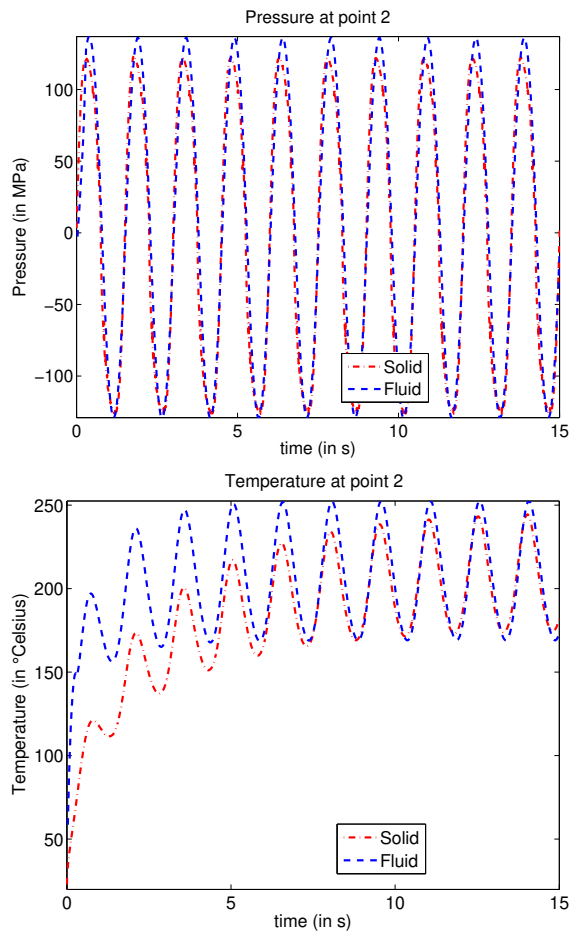 Pressure at point 2
Pressure (in MPa)
100
50
0
−50
−100
Solid
Fluid
0 5 10 15
time (in s)
Temperature at point 2
Temperature (in °Celsius)
250
200
150
100
50
Solid
Fluid
0 5 10 15
time (in s)